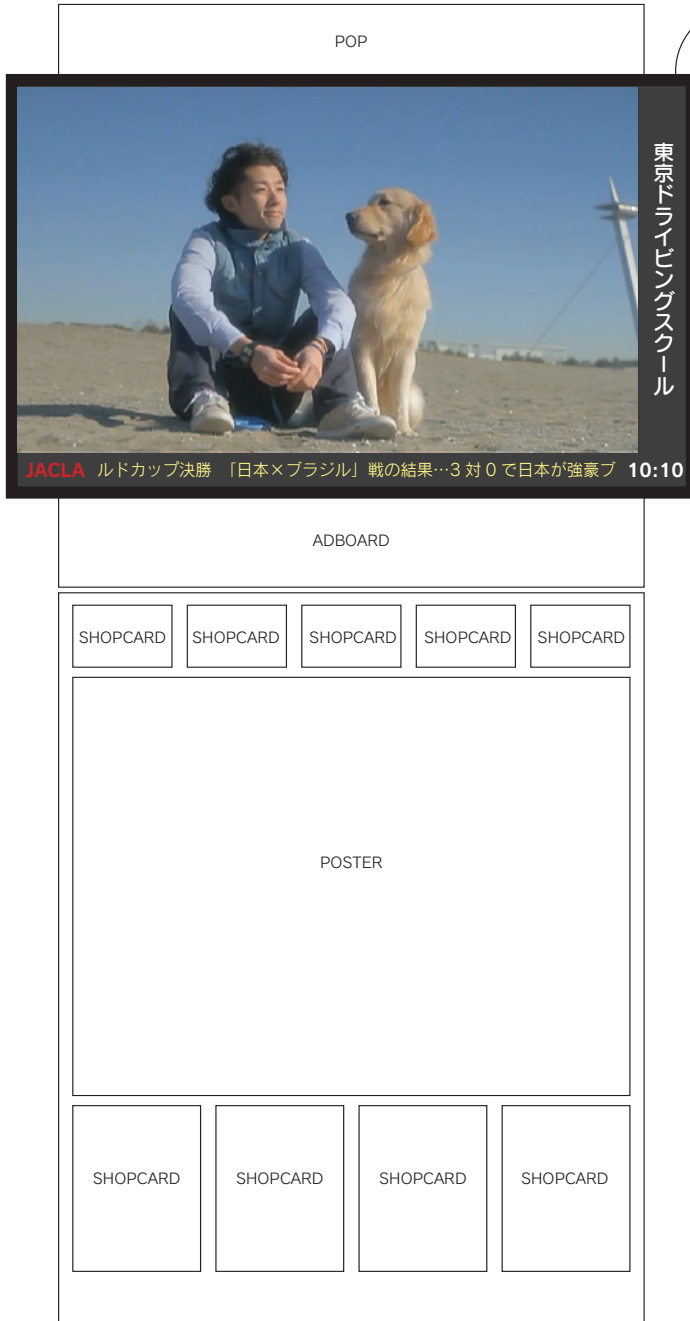 POP
東京ドライビングスクール
JACLA ルドカップ決勝 「日本×ブラジル」戦の結果…3 対 0 で日本が強豪ブ 10:10
ADBOARD
SHOPCARD SHOPCARD SHOPCARD SHOPCARD SHOPCARD
POSTER
SHOPCARD SHOPCARD SHOPCARD SHOPCARD